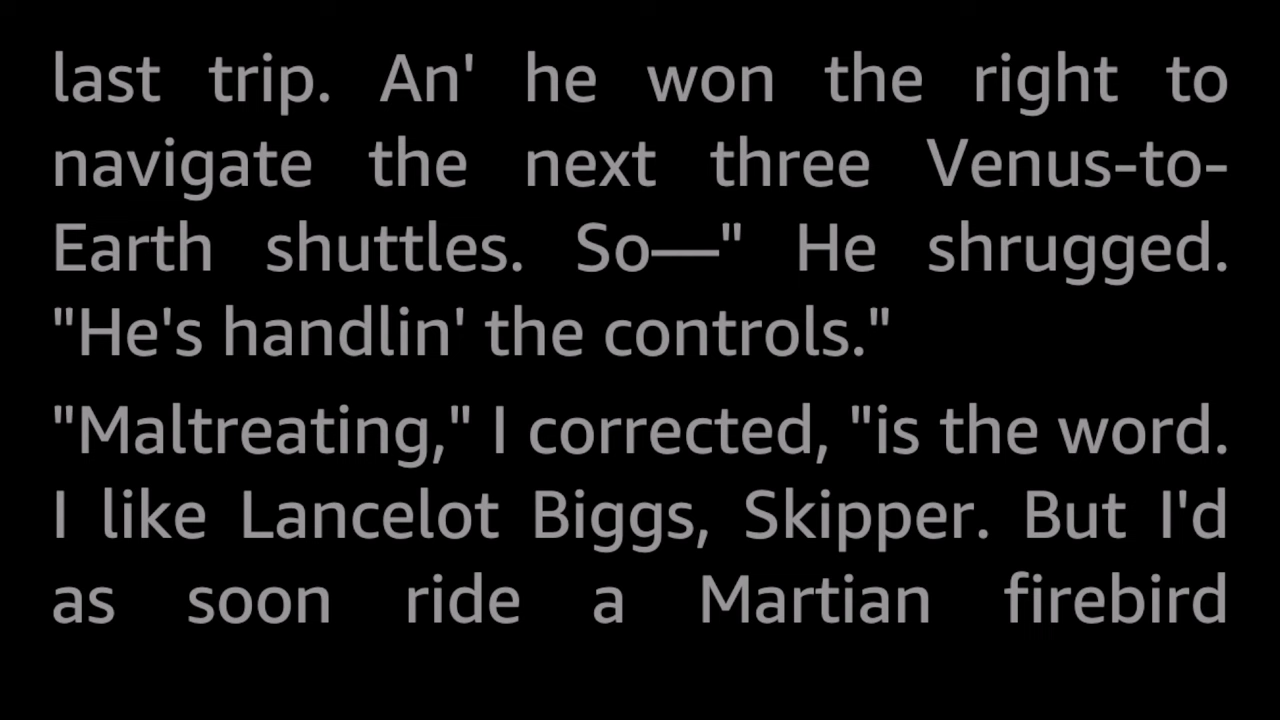 last trip. An' he won the right to
navigate the next three Venus-to-
Earth shuttles. So—" He shrugged.
"He's handlin' the controls."
"Maltreating," I corrected, "is the word.
I like Lancelot Biggs, Skipper. But I'd
as soon ride a Martian firebird